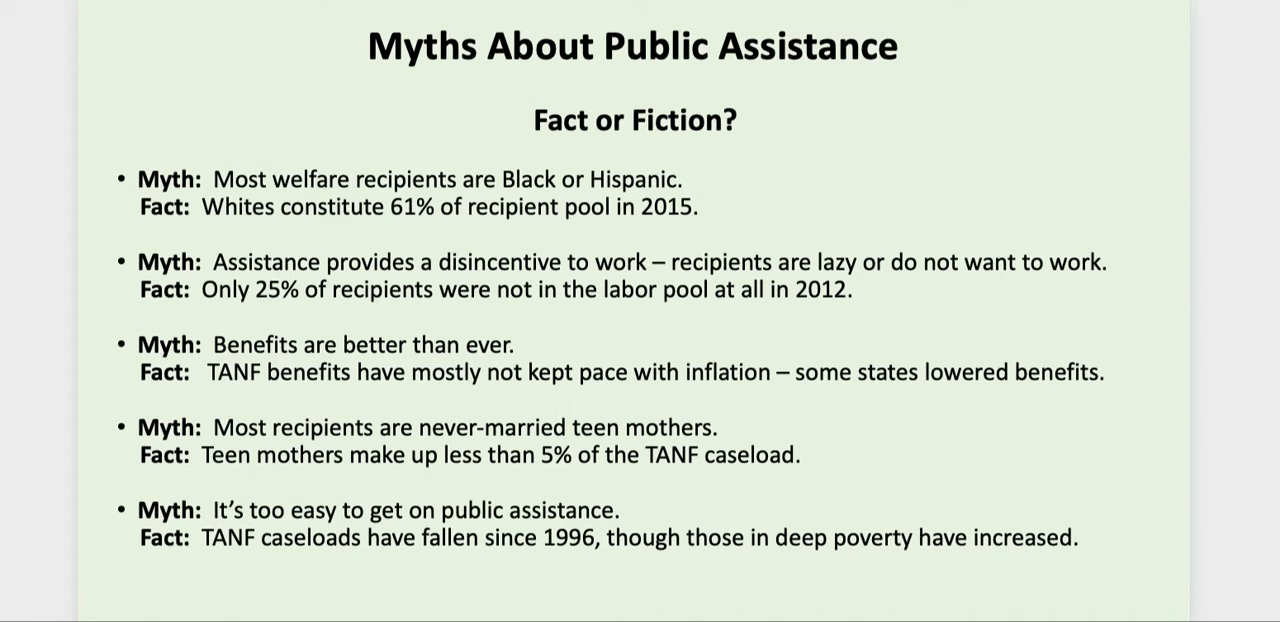 Myths About Public Assistance
Fact or Fiction?
• Myth: Most welfare recipients are Black or Hispanic.
Fact: Whites constitute 61% of recipient pool in 2015.
• Myth: Assistance provides a disincentive to work – recipients are lazy or do not want to work.
Fact: Only 25% of recipients were not in the labor pool at all in 2012.
• Myth: Benefits are better than ever.
Fact: TANF benefits have mostly not kept pace with inflation – some states lowered benefits.
• Myth: Most recipients are never-married teen mothers.
Fact: Teen mothers make up less than 5% of the TANF caseload.
• Myth: It’s too easy to get on public assistance.
Fact: TANF caseloads have fallen since 1996, though those in deep poverty have increased.